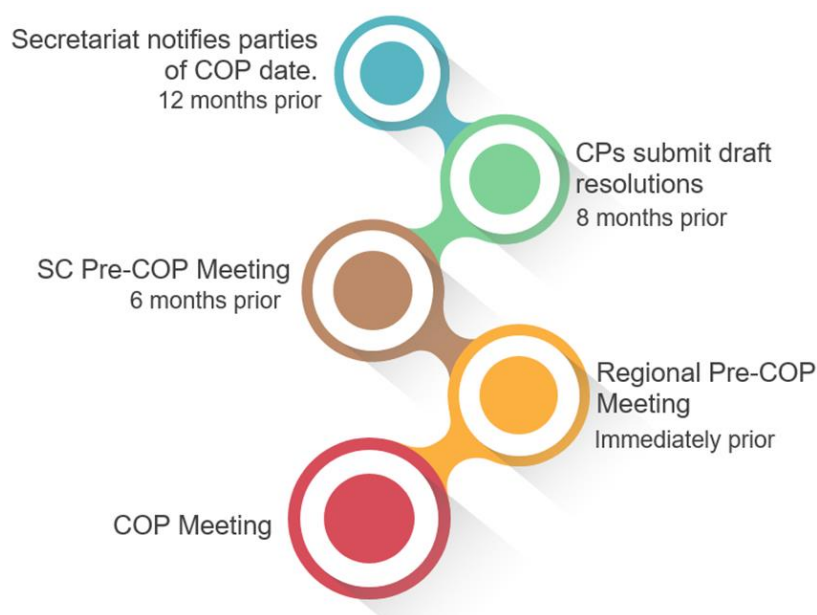 Secretariat notifies parties
of COP date.
12 months prior
CPs submit draft
resolutions
8 months prior
SC Pre-COP Meeting
6 months prior
Regional Pre-COP
Meeting
Immediately prior
COP Meeting